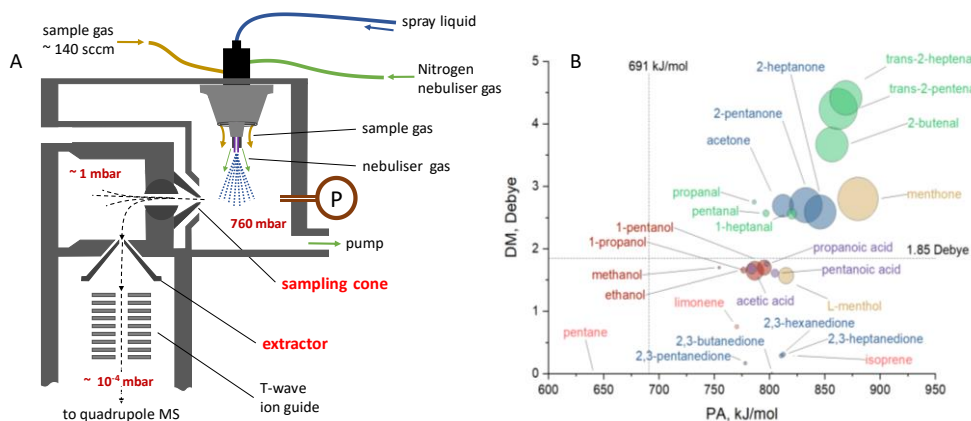 A
sample gas
~ 140 sccm
spray liquid
Nitrogen
nebuliser gas
sample gas
nebuliser gas
~ 1 mbar
760 mbar
P
pump
sampling cone
extractor
~ 10⁻⁴ mbar
T-wave
ion guide
to quadrupole MS
B
DM, Debye
5
4
3
2
1
0
691 kJ/mol
2-heptanone
trans-2-heptena
trans-2-pentena
2-pentanone
2-butenal
acetone
propanal
menthone
pentanal
1-heptanal
1-pentanol
1-propanol
propanoic acid
1.85 Debye
methanol
pentanoic acid
ethanol
acetic acid
L-menthol
limonene
2,3-hexanedione
pentane
2,3-butanedione
2,3-heptanedione
2,3-pentanedione
isoprene
600
650
700
750
800
850
900
950
PA, kJ/mol